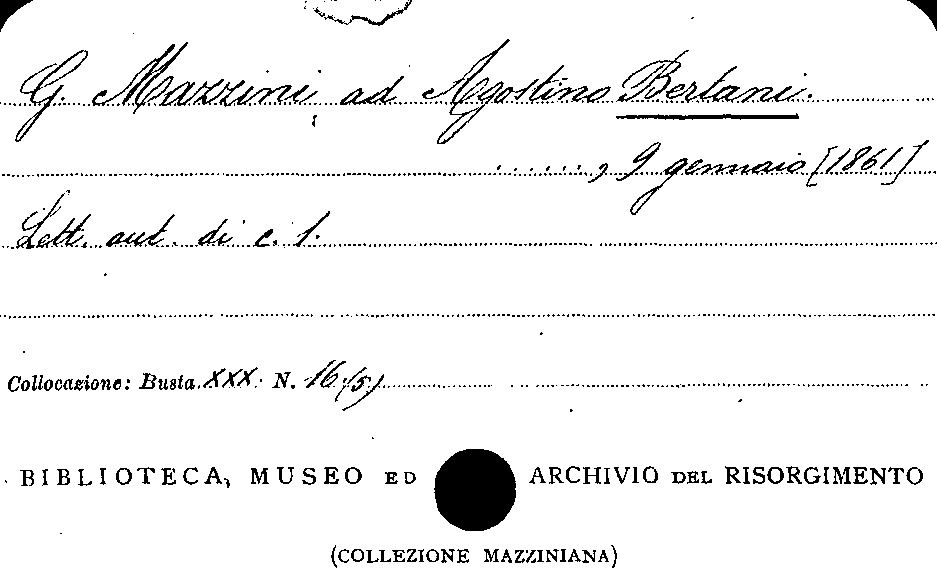 G. Mazzini ad Agostino Bertani.
......, 9 gennaio [1861]
Lett. aut. di c. 1.
Collocazione: Busta XXX N. 16 (5)
BIBLIOTECA, MUSEO ED ARCHIVIO DEL RISORGIMENTO
(COLLEZIONE MAZZINIANA)